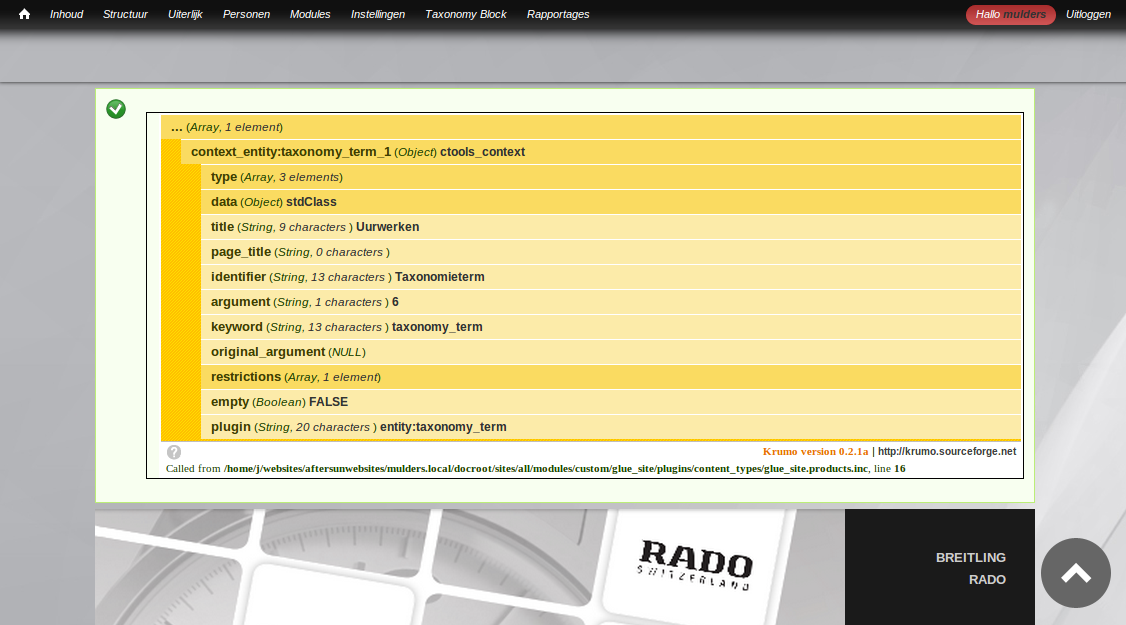 Inhoud Structuur Uiterlijk Personen Modules Instellingen Taxonomy Block Rapportages Hallo mulders Uitloggen
... (Array, 1 element)
context_entity:taxonomy_term_1 (Object) ctools_context
type (Array, 3 elements)
data (Object) stdClass
title (String, 9 characters ) Uurwerken
page_title (String, 0 characters )
identifier (String, 13 characters ) Taxonomieterm
argument (String, 1 characters ) 6
keyword (String, 13 characters ) taxonomy_term
original_argument (NULL)
restrictions (Array, 1 element)
empty (Boolean) FALSE
plugin (String, 20 characters ) entity:taxonomy_term
? Krumo version 0.2.1a | http://krumo.sourceforge.net
Called from /home/j/websites/aftersunwebsites/mulders.local/docroot/sites/all/modules/custom/glue_site/plugins/content_types/glue_site.products.inc, line 16
RADO
SWITZERLAND
BREITLING
RADO